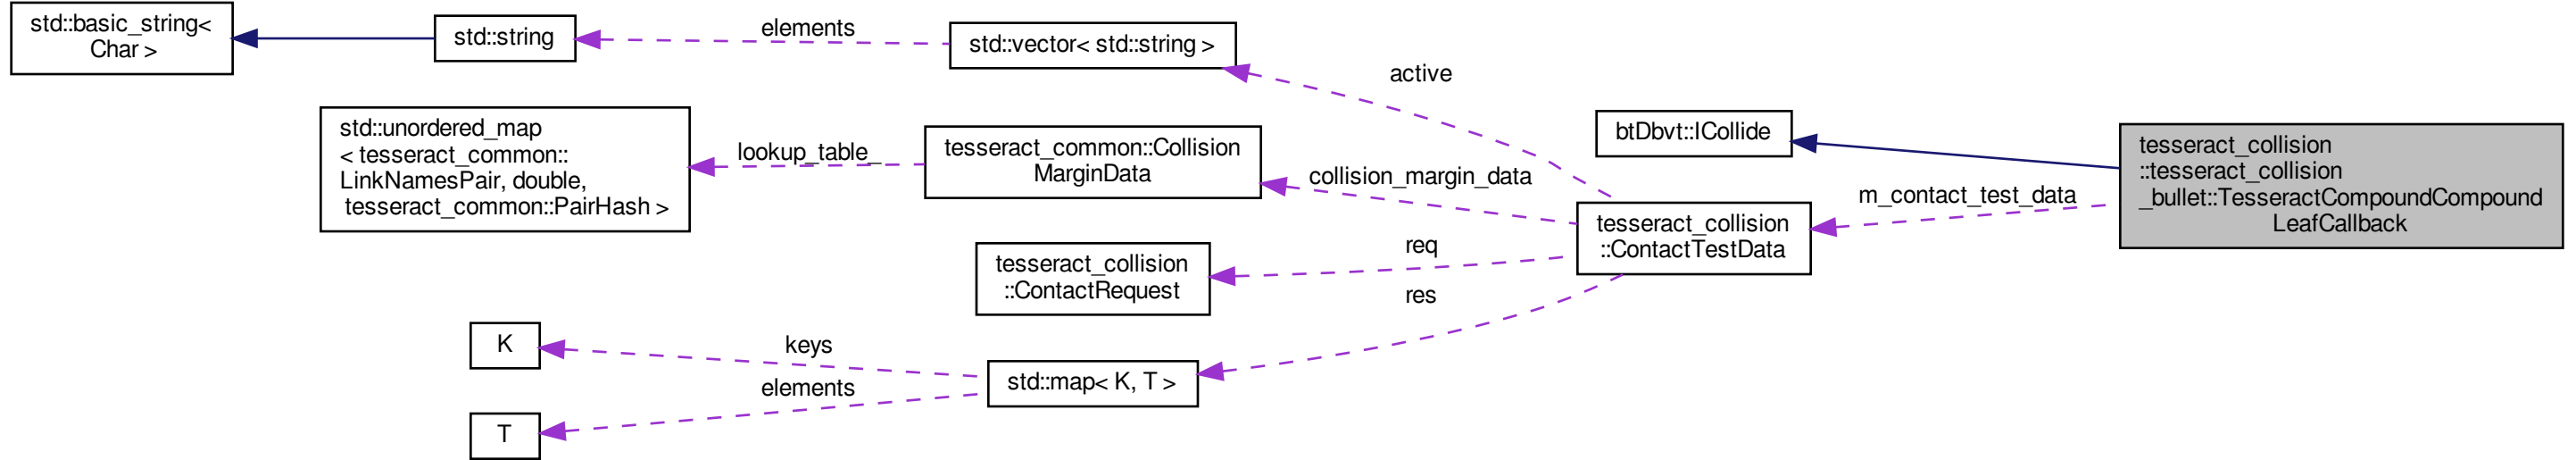 std::basic_string<
Char >
std::string
elements
std::vector< std::string >
active
std::unordered_map
< tesseract_common::
LinkNamesPair, double,
tesseract_common::PairHash >
lookup_table_
tesseract_common::Collision
MarginData
collision_margin_data
btDbvt::ICollide
tesseract_collision
::tesseract_collision
_bullet::TesseractCompoundCompound
LeafCallback
m_contact_test_data
tesseract_collision
::ContactTestData
tesseract_collision
::ContactRequest
req
res
K
keys
std::map< K, T >
elements
T